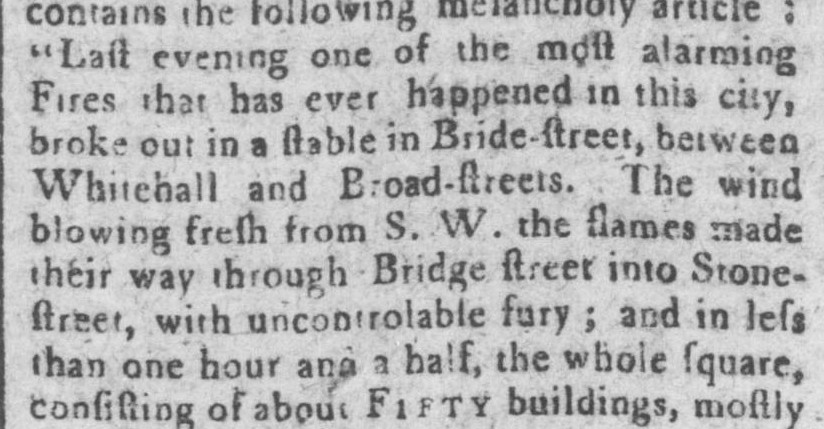 contains the following melancholy article :
“Laſt evening one of the moſt alarming
Fires that has ever happened in this city,
broke out in a ſtable in Bride-ſtreet, between
Whitehall and Broad-ſtreets. The wind
blowing freſh from S. W. the flames made
their way through Bridge ſtreet into Stone-
ſtreet, with uncontrolable fury ; and in leſs
than one hour and a half, the whole ſquare,
conſiſting of about FIFTY buildings, moſtly